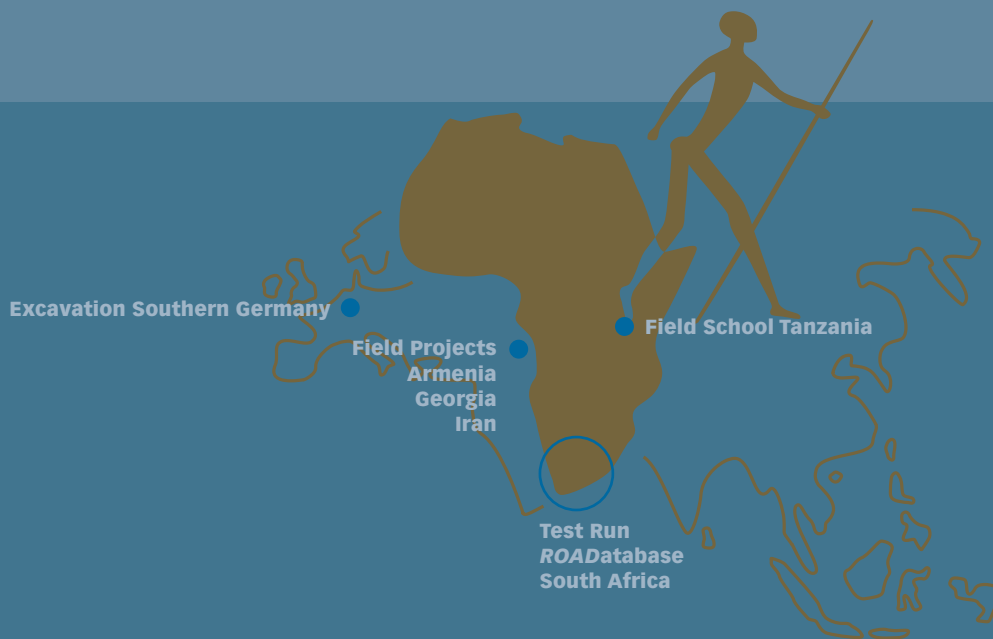 Excavation Southern Germany
Field School Tanzania
Field Projects
Armenia
Georgia
Iran
Test Run
ROADatabase
South Africa